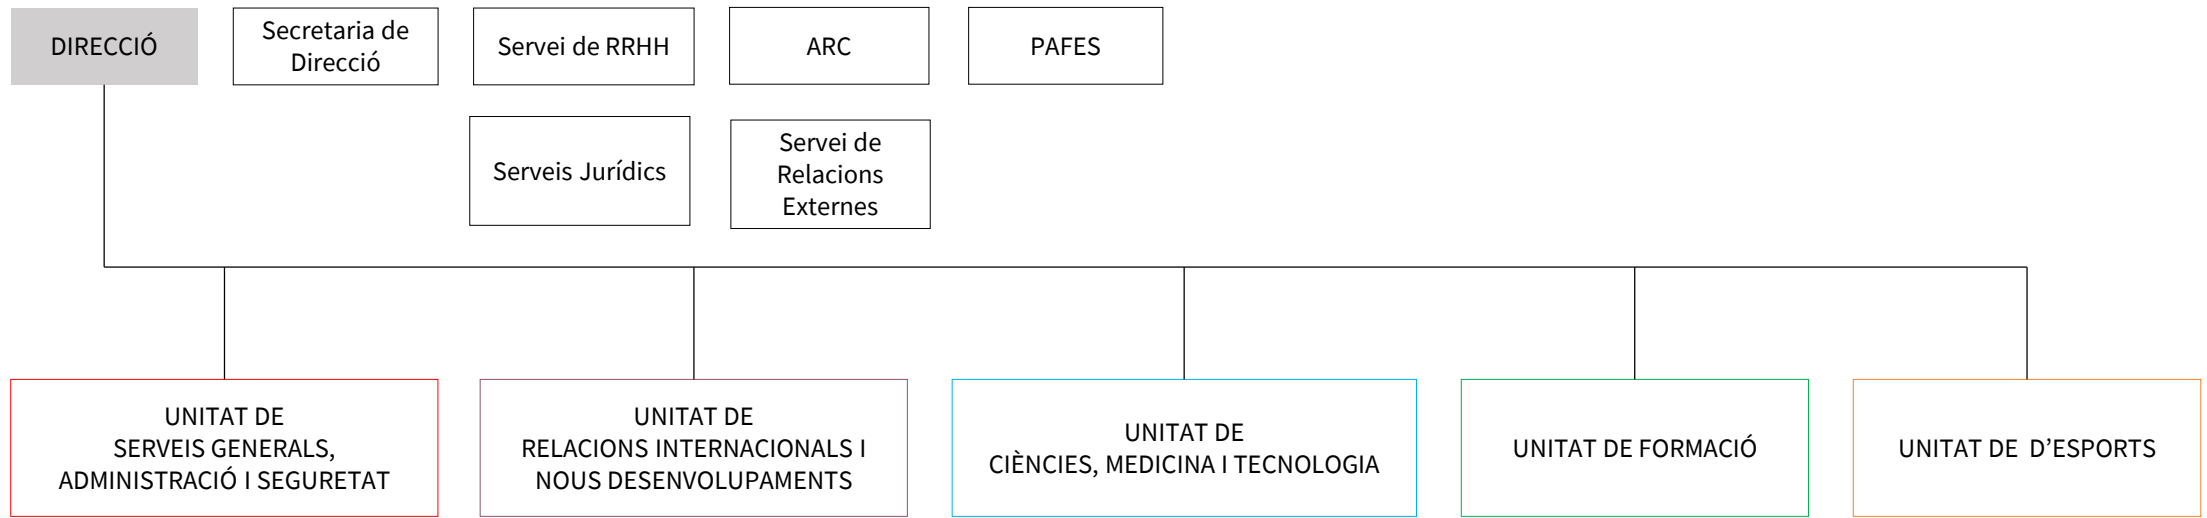 DIRECCIÓ
Secretaria de
Direcció
Servei de RRHH
ARC
PAFES
Serveis Jurídics
Servei de
Relacions
Externes
UNITAT DE
SERVEIS GENERALS,
ADMINISTRACIÓ I SEGURETAT
UNITAT DE
RELACIONS INTERNACIONALS I
NOUS DESENVOLUPAMENTS
UNITAT DE
CIÈNCIES, MEDICINA I TECNOLOGIA
UNITAT DE FORMACIÓ
UNITAT DE  D’ESPORTS